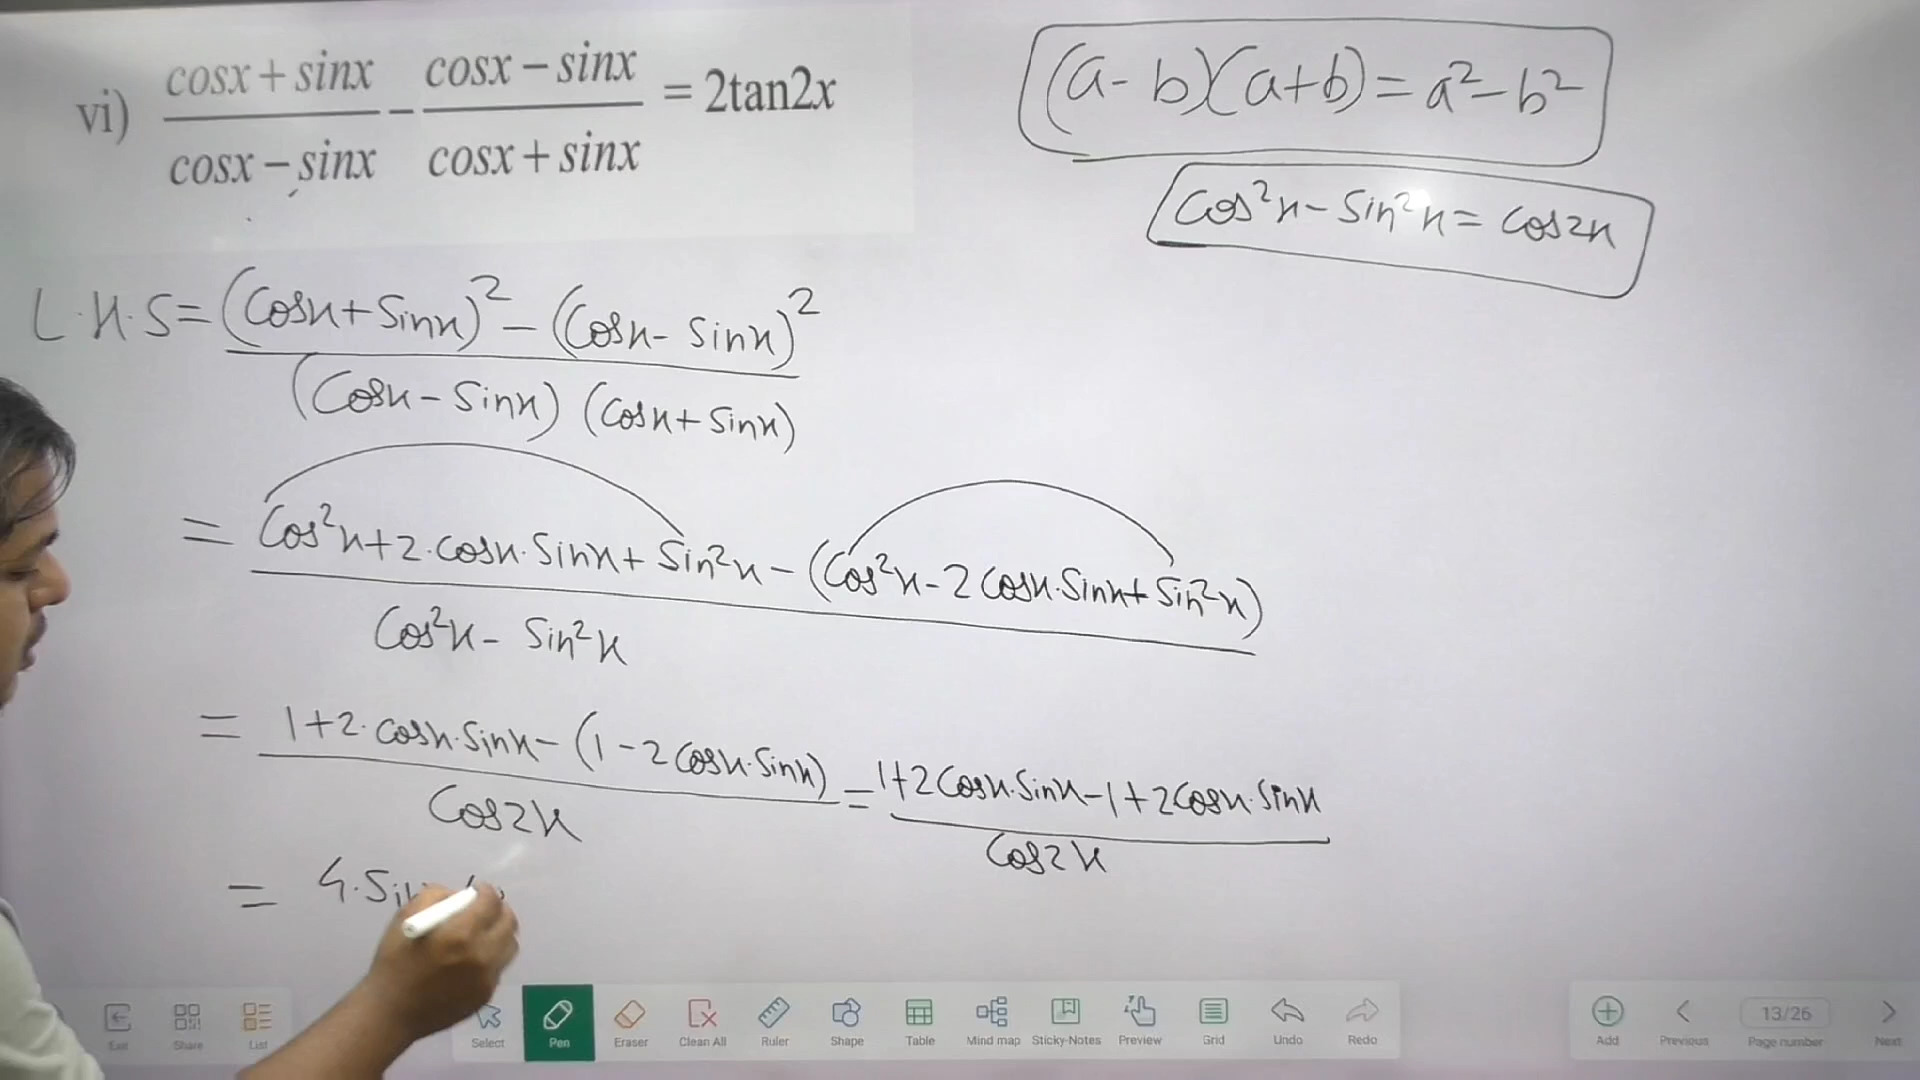 vi) (cosx + sinx)/(cosx − sinx) − (cosx − sinx)/(cosx + sinx) = 2tan2x
(a-b)(a+b) = a²-b²
Cos²x - Sin²x = Cos2x
L.H.S = ((Cosx + Sinx)² - (Cosx - Sinx)²)/((Cosx - Sinx) (Cosx + Sinx))
= (Cos²x + 2.Cosx.Sinx + Sin²x - (Cos²x - 2Cosx.Sinx + Sin²x))/(Cos²x - Sin²x)
= (1+2.Cosx.Sinx - (1 - 2Cosx.Sinx))/(Cos2x) = (1+2Cosx.Sinx - 1 + 2Cosx.Sinx)/(Cos2x)
= 4.
Exit Share List Select Pen Eraser Clean All Ruler Shape Table Mind map Sticky-Notes Preview Grid Undo Redo Add Previous 13/26 Page number Next